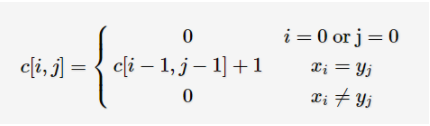 0 i = 0 or j = 0
c[i, j] = { c[i − 1, j − 1] + 1 xᵢ = yⱼ
0 xᵢ ≠ yⱼ